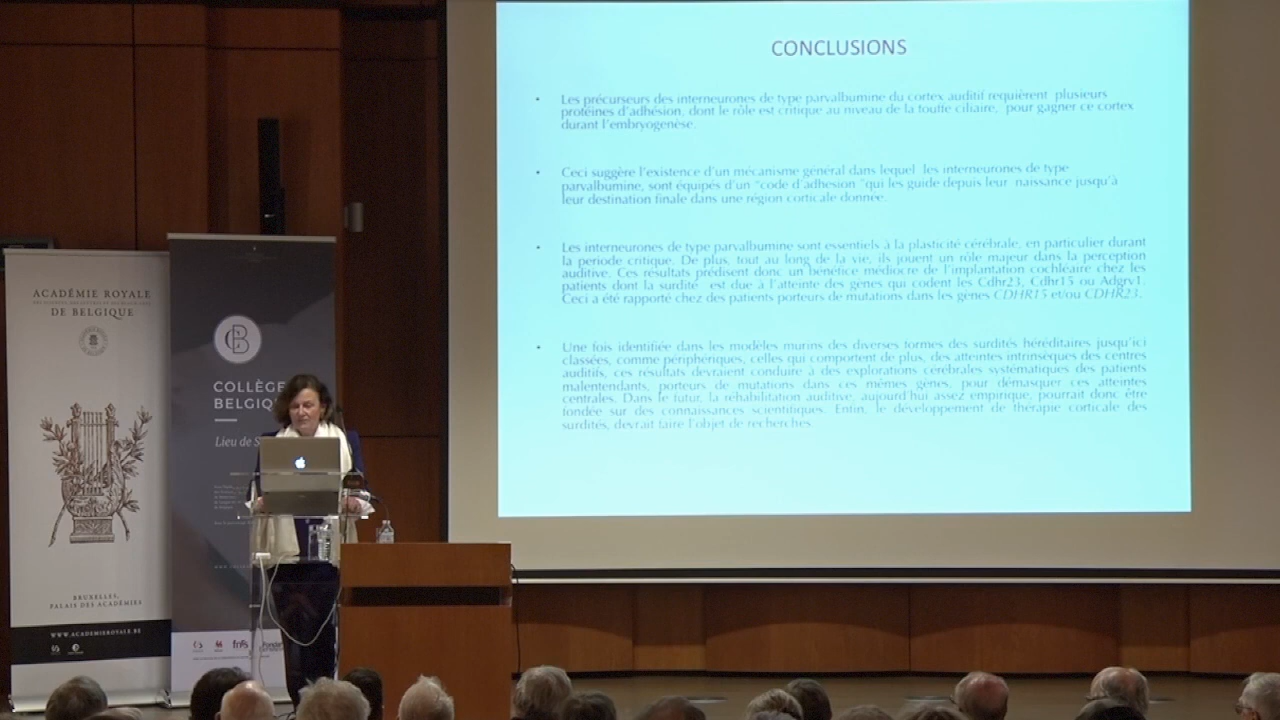 CONCLUSIONS
• Les précurseurs des interneurones de type parvalbumine du cortex auditif requièrent plusieurs
protéines d'adhésion, dont le rôle est critique au niveau de la touffe ciliaire, pour gagner ce cortex
durant l'embryogenèse.
• Ceci suggère l'existence d'un mécanisme général dans lequel les interneurones de type
parvalbumine, sont équipés d'un "code d'adhesion "qui les guide depuis leur naissance jusqu'à
leur destination finale dans une région corticale donnée.
• Les interneurones de type parvalbumine sont essentiels à la plasticité cérébrale, en particulier durant
la periode critique. De plus, tout au long de la vie, ils jouent un rôle majeur dans la perception
auditive. Ces résultats prédisent donc un bénéfice médiocre de l'implantation cochléaire chez les
patients dont la surdité est due à l'atteinte des gènes qui codent les Cdhr23, Cdhr15 ou Adgrv1.
Ceci a été rapporté chez des patients porteurs de mutations dans les gènes CDHR15 et/ou CDHR23.
• Une fois identifiée dans les modèles murins des diverses formes des surdités héréditaires jusqu'ici
classées, comme périphériques, celles qui comportent de plus, des atteintes intrinsèques des centres
auditifs, ces résultats devraient conduire à des explorations cérébrales systématiques des patients
malentendants, porteurs de mutations dans ces mêmes gènes, pour démasquer ces atteintes
centrales. Dans le futur, la réhabilitation auditive, aujourd'hui assez empirique, pourrait donc être
fondée sur des connaissances scientifiques. Enfin, le développement de thérapie corticale des
surdités, devrait faire l'objet de recherches.
ACADÉMIE ROYALE
DE BELGIQUE
BRUXELLES,
PALAIS DES ACADÉMIES
WWW.ACADEMIEROYALE.BE
CB
COLLÈGE
BELGIQU
Lieu de S
fnrs